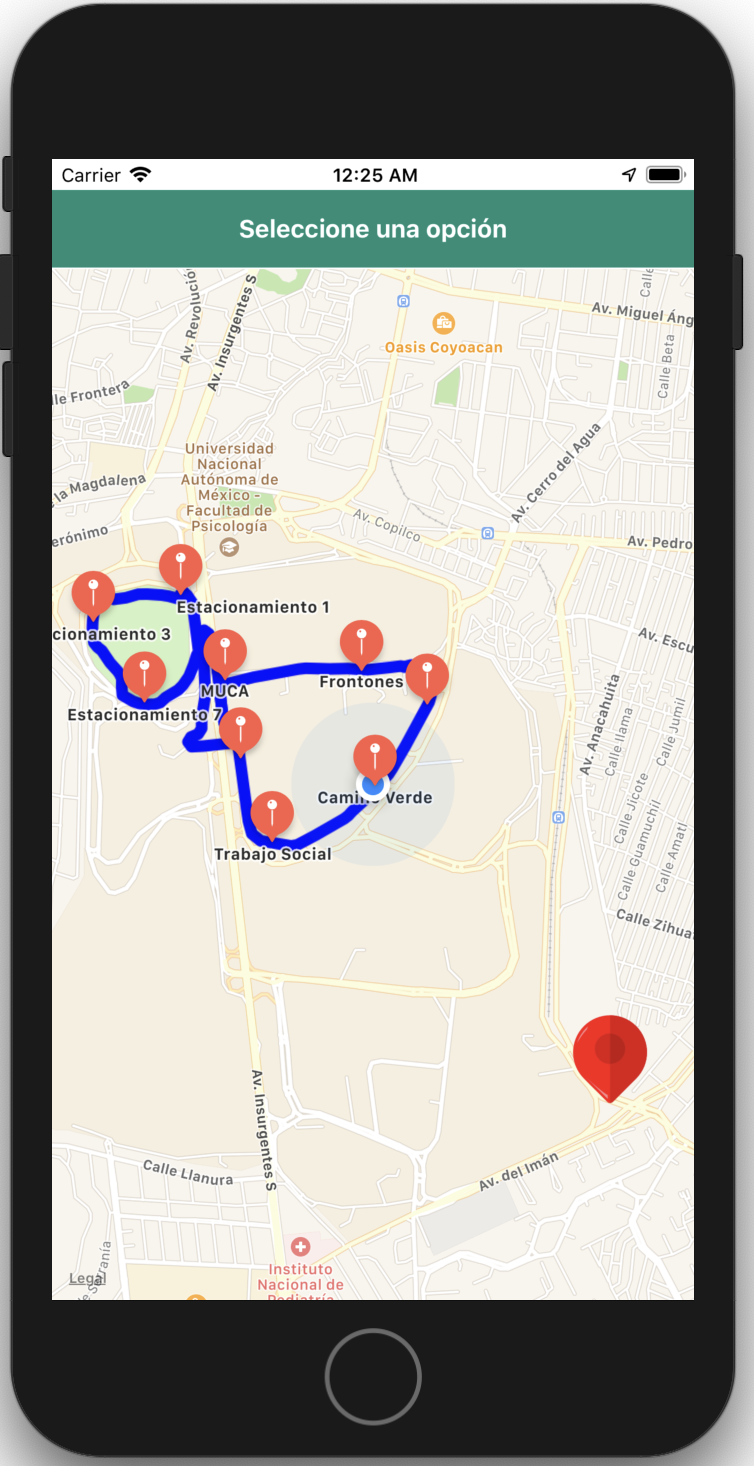 Carrier
12:25 AM
Seleccione una opción
Av. Revolució
Av. Insurgentes S
Calle
Av. Miguel Áng
Oasis Coyoacan
Calle Beta
lle Frontera
Universidad
Nacional
Autónoma de
México -
Facultad de
Psicología
Av. Cerro del Agua
la Magdalena
Av. Copilco
erónimo
Av. Pedro
Estacionamiento 1
cionamiento 3
Av. Escu
Frontones
MUCA
Estacionamiento 7
Av. Anacahuita
Calle Ilama
Calle Jumil
Camino Verde
Calle Jicote
Calle Guamuchil
Calle Amatl
Trabajo Social
Calle Zihua
Av. Insurgentes S
Av. del Imán
Calle Llanura
Instituto
Nacional de
Pediatría
Legal
Serranía